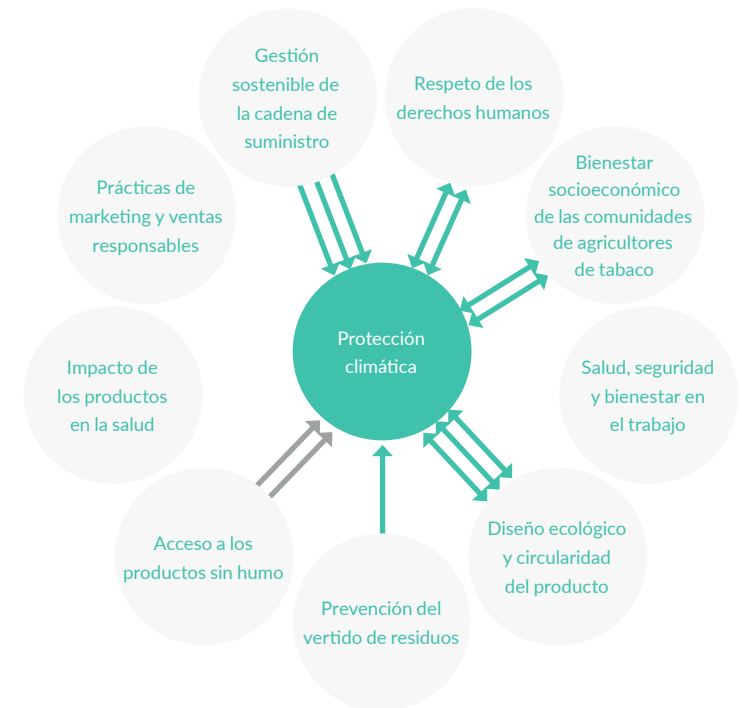 Gestión
sostenible de
la cadena de
suministro
Respeto de los
derechos humanos
Bienestar
socioeconómico
de las comunidades
de agricultores
de tabaco
Prácticas de
marketing y ventas
responsables
Protección
climática
Impacto de
los productos
en la salud
Salud, seguridad
y bienestar en
el trabajo
Acceso a los
productos sin humo
Diseño ecológico
y circularidad
del producto
Prevención del
vertido de residuos